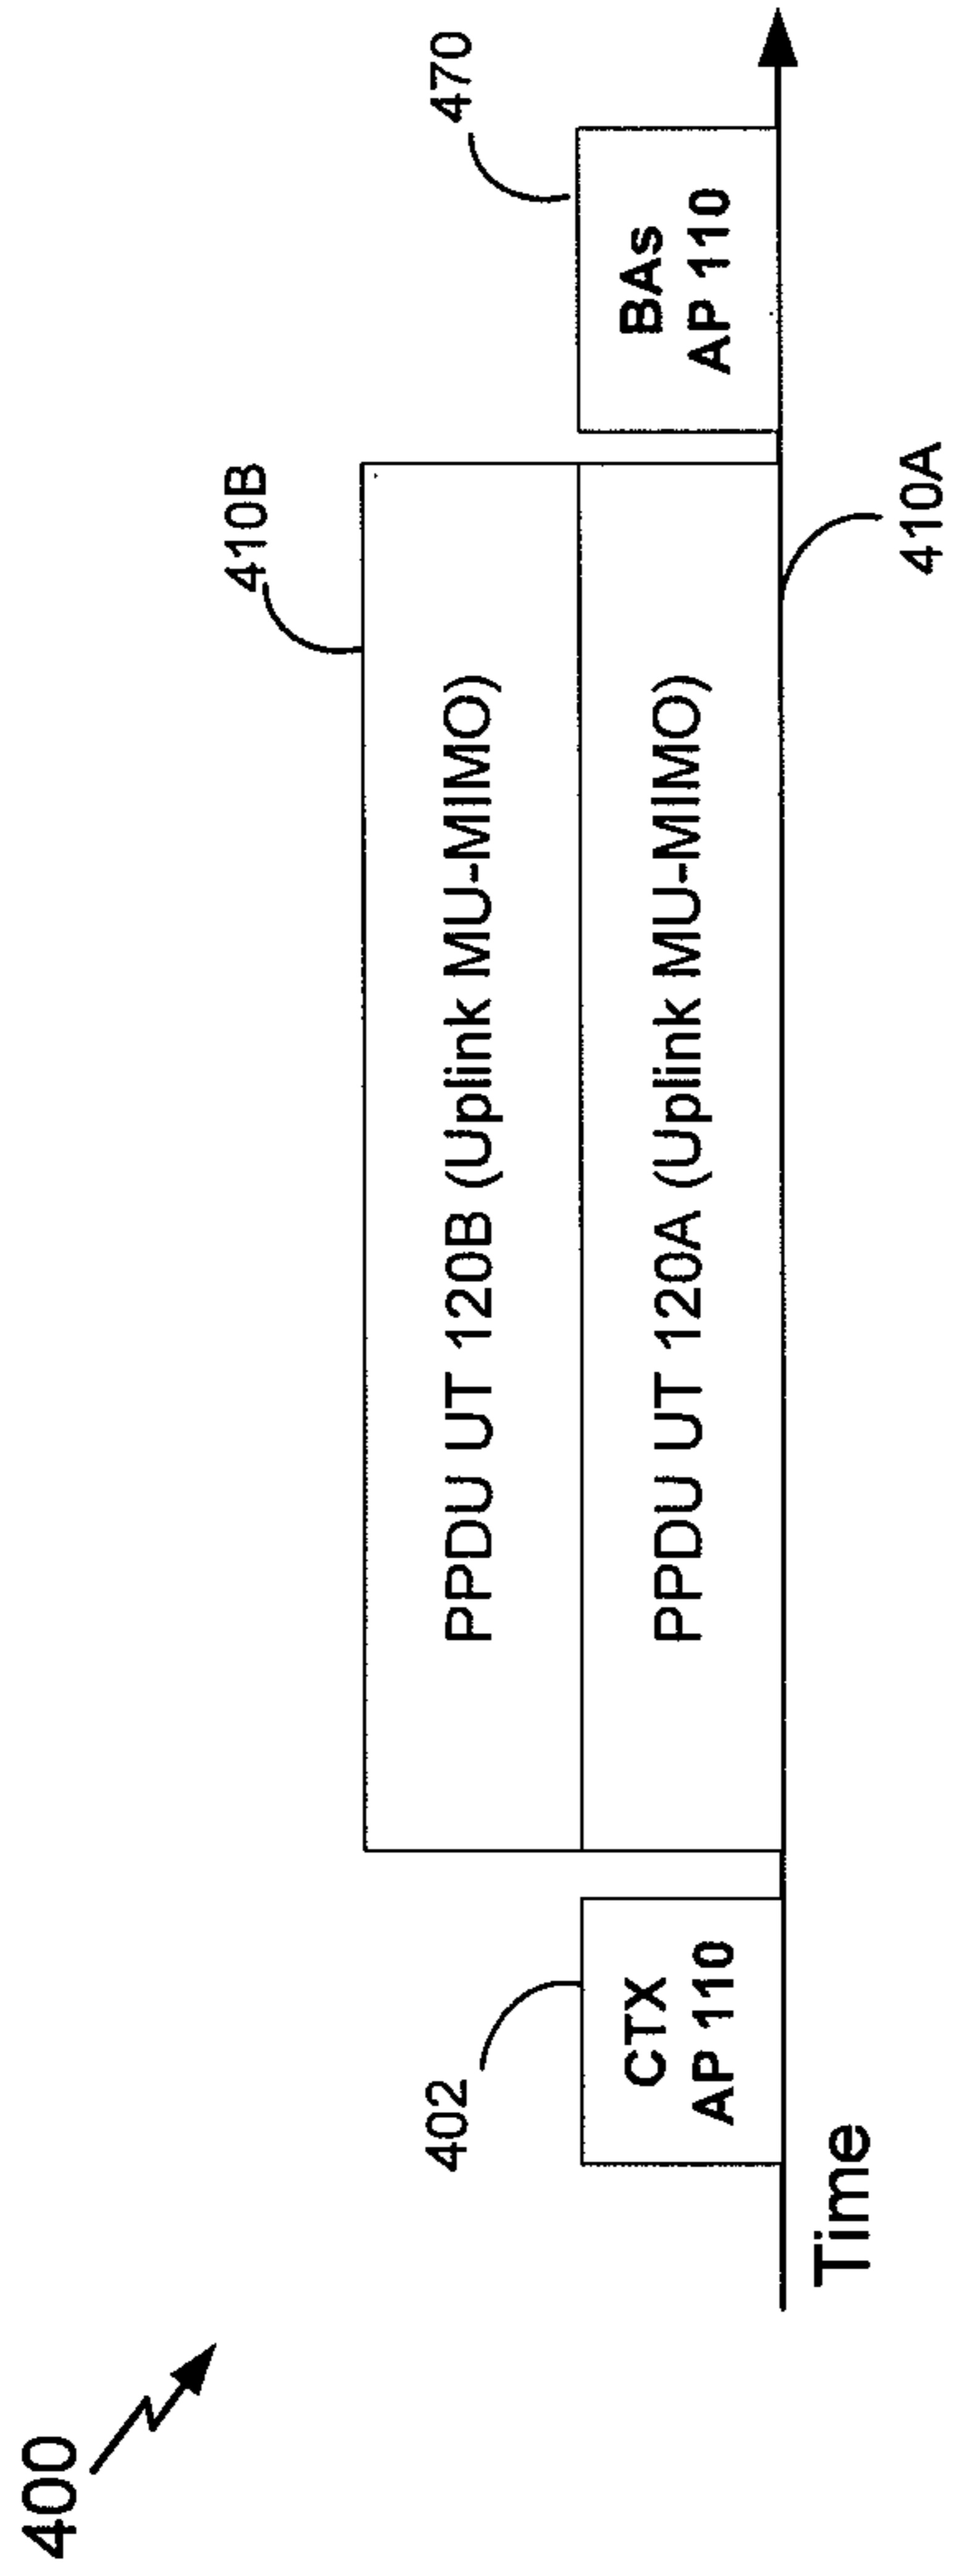 400
410B
470
402
PPDU UT 120B (Uplink MU-MIMO)
CTX
AP 110
PPDU UT 120A (Uplink MU-MIMO)
BAs
AP 110
Time
410A